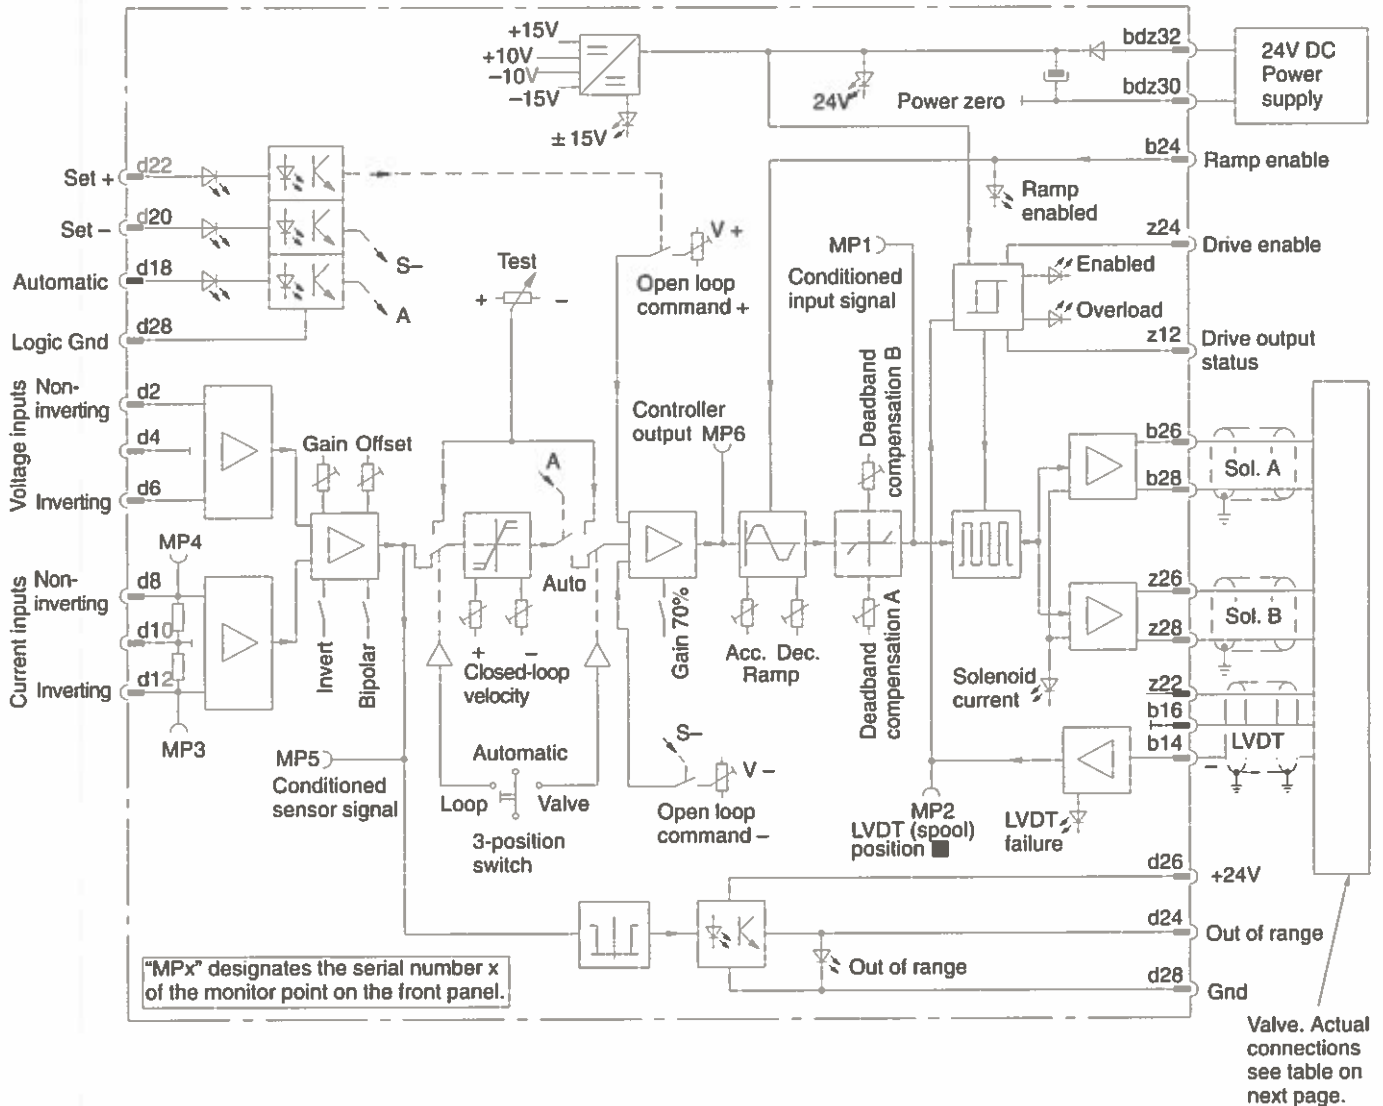 +15V
+10V
−10V
−15V
± 15V
24V
Power zero
bdz32
bdz30
24V DC
Power
supply
b24
Ramp enable
Ramp
enabled
z24
Drive enable
Enabled
Overload
z12
Drive output
status
Set +
d22
Set −
d20
Automatic
d18
Logic Gnd
d28
S−
A
Test
+
−
V +
Open loop
command +
MP1
Conditioned
input signal
Voltage inputs
Non-
inverting
d2
d4
Inverting
d6
Gain
Offset
A
Auto
Controller
output MP6
Deadband
compensation B
b26
b28
Sol. A
Current inputs
MP4
Non-
inverting
d8
d10
Inverting
d12
MP3
Invert
Bipolar
+
−
Closed-loop
velocity
Gain 70%
Acc.
Dec.
Ramp
Deadband
compensation A
z26
z28
Sol. B
Solenoid
current
z22
b16
b14
LVDT
−
MP5
Conditioned
sensor signal
Automatic
Loop
Valve
3-position
switch
S−
V −
Open loop
command −
MP2
LVDT (spool)
position ■
LVDT
failure
d26
+24V
d24
Out of range
Out of range
d28
Gnd
"MPx" designates the serial number x
of the monitor point on the front panel.
Valve. Actual
connections
see table on
next page.